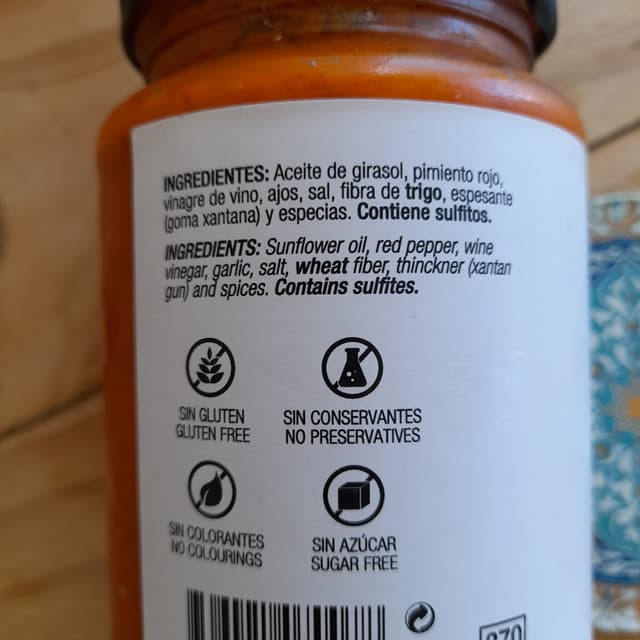 INGREDIENTES: Aceite de girasol, pimiento rojo,
vinagre de vino, ajos, sal, fibra de trigo, espesante
(goma xantana) y especias. Contiene sulfitos.
INGREDIENTS: Sunflower oil, red pepper, wine
vinegar, garlic, salt, wheat fiber, thinckner (xantan
gun) and spices. Contains sulfites.
SIN GLUTEN
GLUTEN FREE
SIN CONSERVANTES
NO PRESERVATIVES
SIN COLORANTES
NO COLOURINGS
SIN AZÚCAR
SUGAR FREE
370